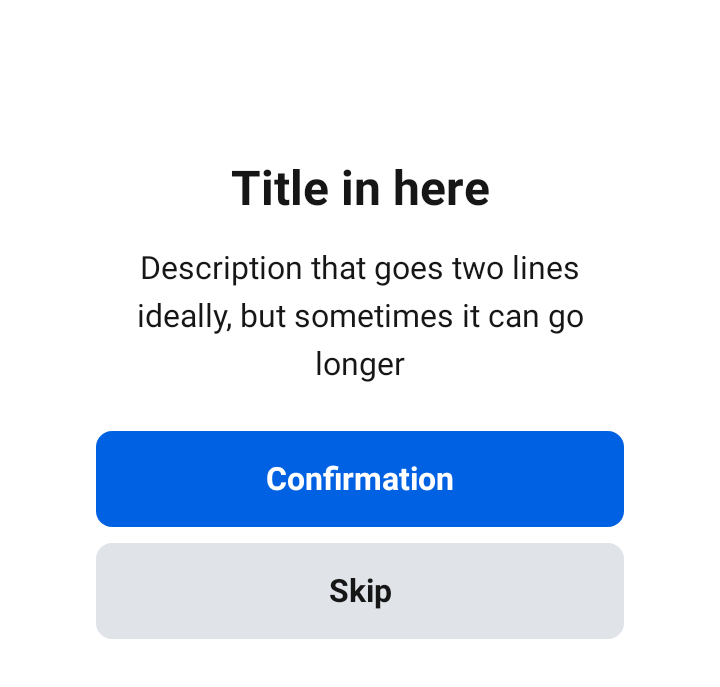 Title in here
Description that goes two lines
ideally, but sometimes it can go
longer
Confirmation
Skip